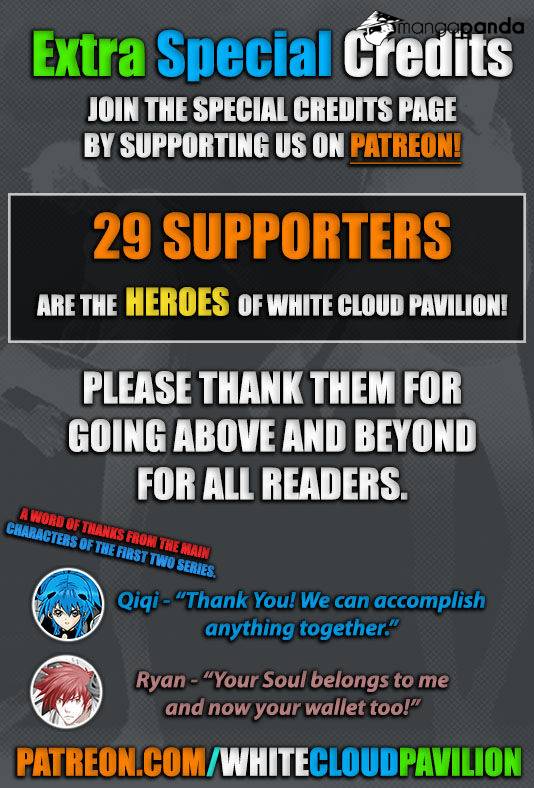 mangapanda
Extra Special Credits
JOIN THE SPECIAL CREDITS PAGE
BY SUPPORTING US ON PATREON!
29 SUPPORTERS
ARE THE HEROES OF WHITE CLOUD PAVILION!
PLEASE THANK THEM FOR
GOING ABOVE AND BEYOND
FOR ALL READERS.
A WORD OF THANKS FROM THE MAIN
CHARACTERS OF THE FIRST TWO SERIES.
Qiqi - “Thank You! We can accomplish
anything together.”
Ryan - “Your Soul belongs to me
and now your wallet too!”
PATREON.COM/WHITECLOUDPAVILION